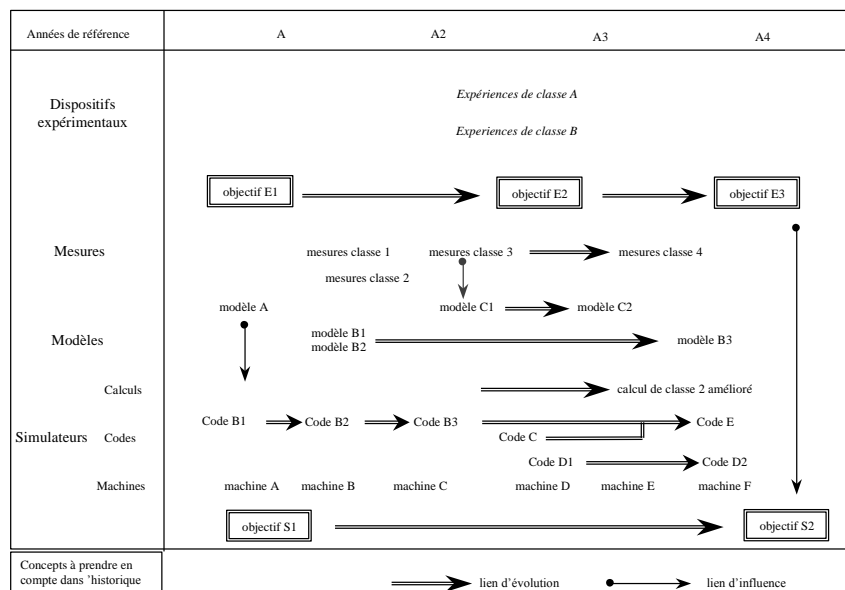 Années de référence A A2 A3 A4
Dispositifs
expérimentaux
Expériences de classe A
Experiences de classe B
objectif E1 objectif E2 objectif E3
Mesures
mesures classe 1 mesures classe 3 mesures classe 4
mesures classe 2
modèle A modèle C1 modèle C2
Modèles
modèle B1
modèle B2
modèle B3
Calculs calcul de classe 2 amélioré
Code B1 Code B2 Code B3 Code E
Simulateurs Codes Code C
Code D1 Code D2
Machines machine A machine B machine C machine D machine E machine F
objectif S1 objectif S2
Concepts à prendre en
compte dans ’historique
lien d’évolution lien d’influence